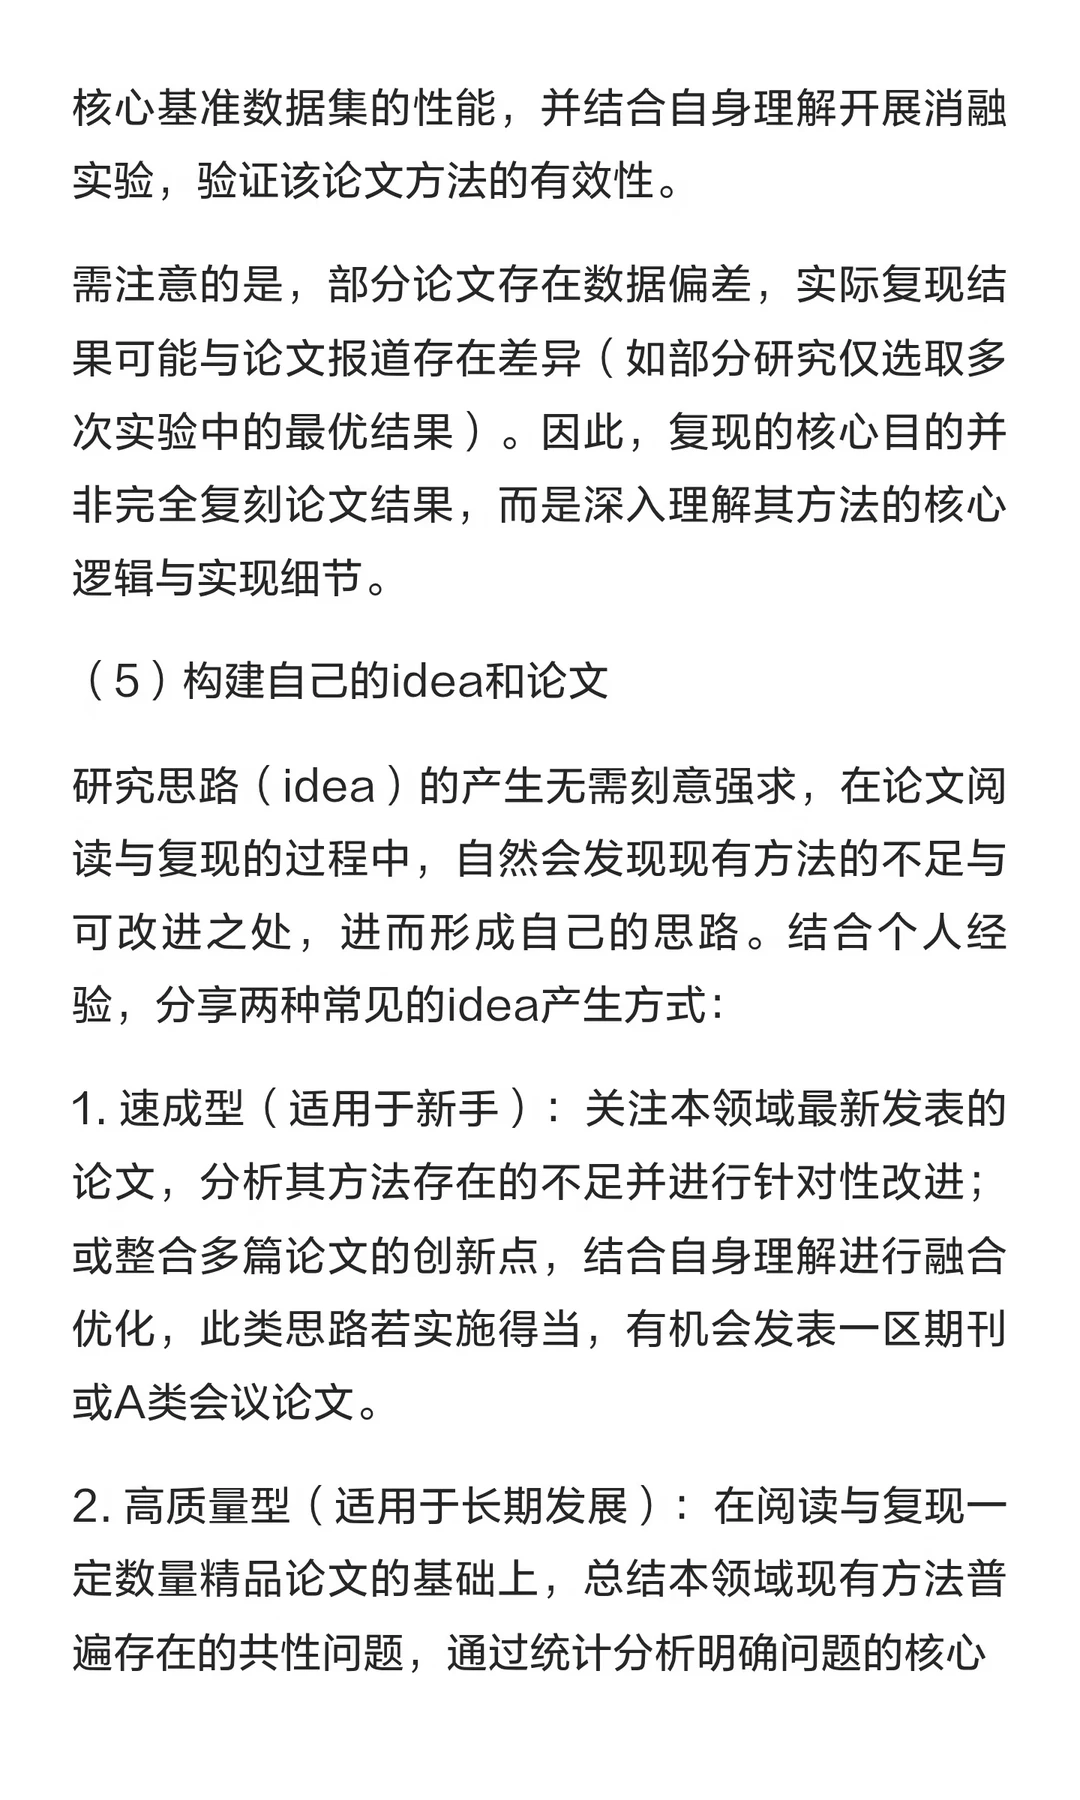 核心基准数据集的性能，并结合自身理解开展消融
实验，验证该论文方法的有效性。
需注意的是，部分论文存在数据偏差，实际复现结
果可能与论文报道存在差异（如部分研究仅选取多
次实验中的最优结果）。因此，复现的核心目的并
非完全复刻论文结果，而是深入理解其方法的核心
逻辑与实现细节。
（5）构建自己的idea和论文
研究思路（idea）的产生无需刻意强求，在论文阅
读与复现的过程中，自然会发现现有方法的不足与
可改进之处，进而形成自己的思路。结合个人经
验，分享两种常见的idea产生方式：
1. 速成型（适用于新手）：关注本领域最新发表的
论文，分析其方法存在的不足并进行针对性改进；
或整合多篇论文的创新点，结合自身理解进行融合
优化，此类思路若实施得当，有机会发表一区期刊
或A类会议论文。
2. 高质量型（适用于长期发展）：在阅读与复现一
定数量精品论文的基础上，总结本领域现有方法普
遍存在的共性问题，通过统计分析明确问题的核心